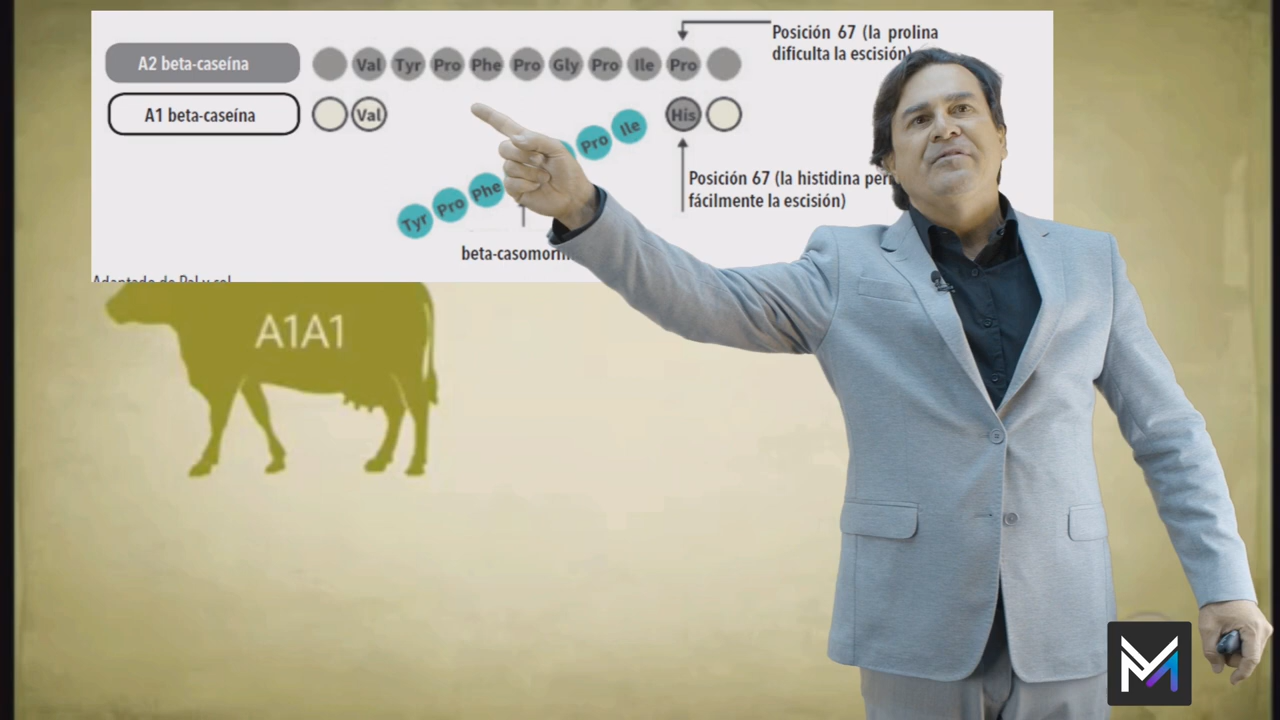 Posición 67 (la prolina
dificulta la escisión)
A2 beta-caseína
Val Tyr Pro Phe Pro Gly Pro Ile Pro
A1 beta-caseína
Val
Pro Ile
His
Tyr Pro Phe
Posición 67 (la histidina
fácilmente la escisión)
A1A1